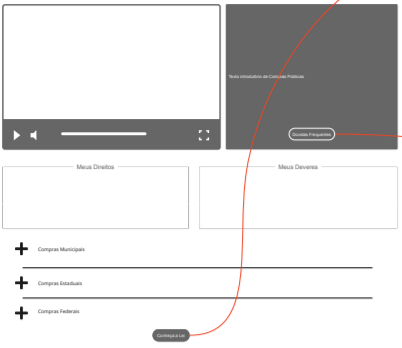 Texto introdutório de Compras Públicas
Dúvidas Frequentes
Meus Direitos
Meus Deveres
Compras Municipais
Compras Estaduais
Compras Federais
Conheça a Lei